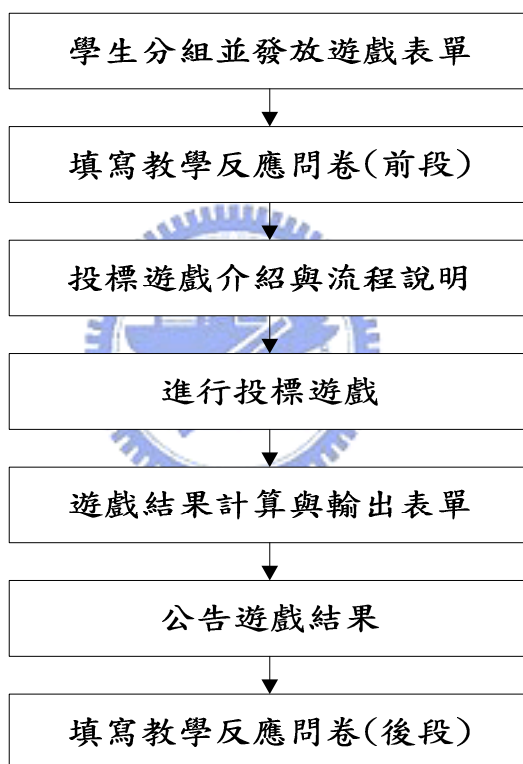 學生分組並發放遊戲表單
填寫教學反應問卷(前段)
投標遊戲介紹與流程說明
進行投標遊戲
遊戲結果計算與輸出表單
公告遊戲結果
填寫教學反應問卷(後段)